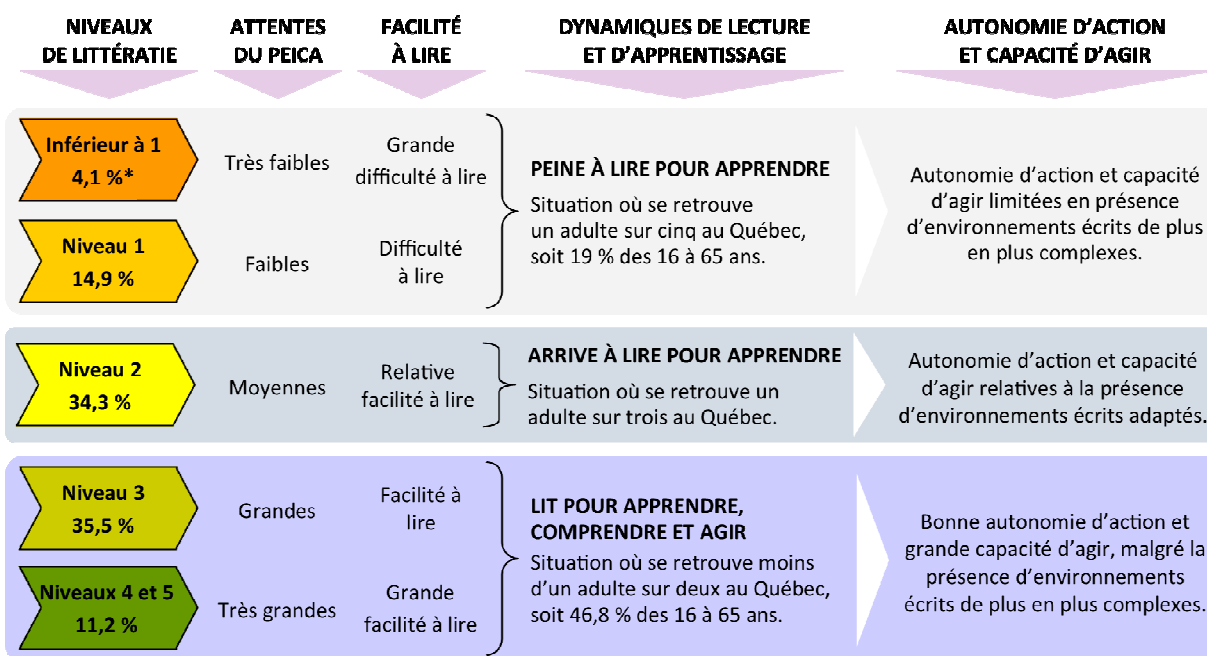 NIVEAUX
DE LITTÉRATIE
ATTENTES
DU PEICA
FACILITÉ
À LIRE
DYNAMIQUES DE LECTURE
ET D'APPRENTISSAGE
AUTONOMIE D'ACTION
ET CAPACITÉ D'AGIR
Inférieur à 1
4,1 %*
Très faibles
Grande
difficulté à lire
Niveau 1
14,9 %
Faibles
Difficulté
à lire
PEINE À LIRE POUR APPRENDRE
Situation où se retrouve
un adulte sur cinq au Québec,
soit 19 % des 16 à 65 ans.
Autonomie d'action et capacité
d'agir limitées en présence
d'environnements écrits de plus
en plus complexes.
Niveau 2
34,3 %
Moyennes
Relative
facilité à lire
ARRIVE À LIRE POUR APPRENDRE
Situation où se retrouve un
adulte sur trois au Québec.
Autonomie d'action et capacité
d'agir relatives à la présence
d'environnements écrits adaptés.
Niveau 3
35,5 %
Grandes
Facilité à
lire
Niveaux 4 et 5
11,2 %
Très grandes
Grande
facilité à lire
LIT POUR APPRENDRE,
COMPRENDRE ET AGIR
Situation où se retrouve moins
d'un adulte sur deux au Québec,
soit 46,8 % des 16 à 65 ans.
Bonne autonomie d'action et
grande capacité d'agir, malgré la
présence d'environnements
écrits de plus en plus complexes.